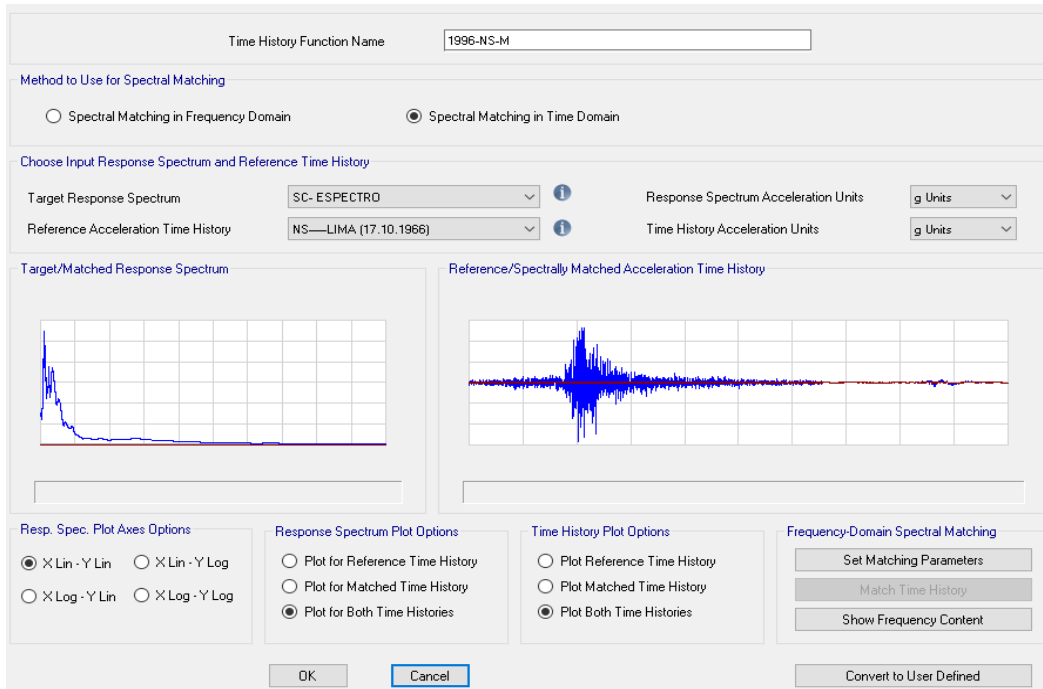 Time History Function Name 1996-NS-M
Method to Use for Spectral Matching
Spectral Matching in Frequency Domain Spectral Matching in Time Domain
Choose Input Response Spectrum and Reference Time History
Target Response Spectrum SC- ESPECTRO Response Spectrum Acceleration Units g Units
Reference Acceleration Time History NS-----LIMA (17.10.1966) Time History Acceleration Units g Units
Target/Matched Response Spectrum Reference/Spectrally Matched Acceleration Time History
Resp. Spec. Plot Axes Options Response Spectrum Plot Options Time History Plot Options Frequency-Domain Spectral Matching
X Lin - Y Lin X Lin - Y Log Plot for Reference Time History Plot Reference Time History Set Matching Parameters
Plot for Matched Time History Plot Matched Time History Match Time History
X Log - Y Lin X Log - Y Log Plot for Both Time Histories Plot Both Time Histories Show Frequency Content
OK Cancel Convert to User Defined